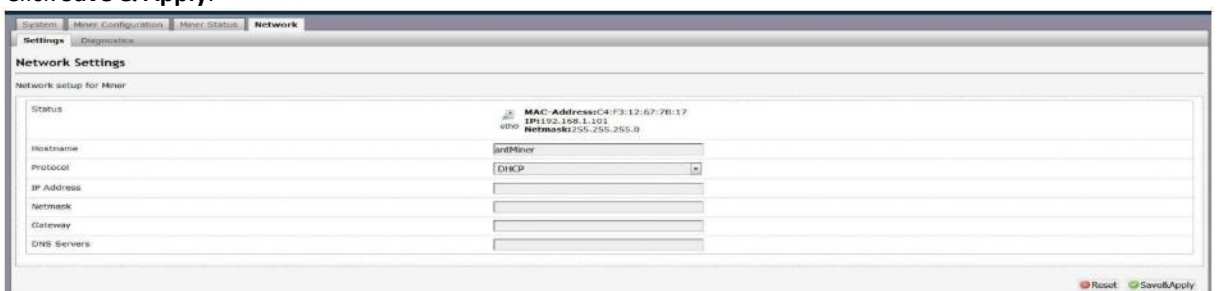 Click Save & Apply.
System Miner Configuration Miner Status Network
Settings Diagnostics
Network Settings
Network setup for Miner
Status
MAC-Address:C4:F3:12:67:7B:17
IP:192.168.1.101
eth0 Netmask:255.255.255.0
Hostname antMiner
Protocol DHCP
IP Address
Netmask
Gateway
DNS Servers
Reset Save&Apply